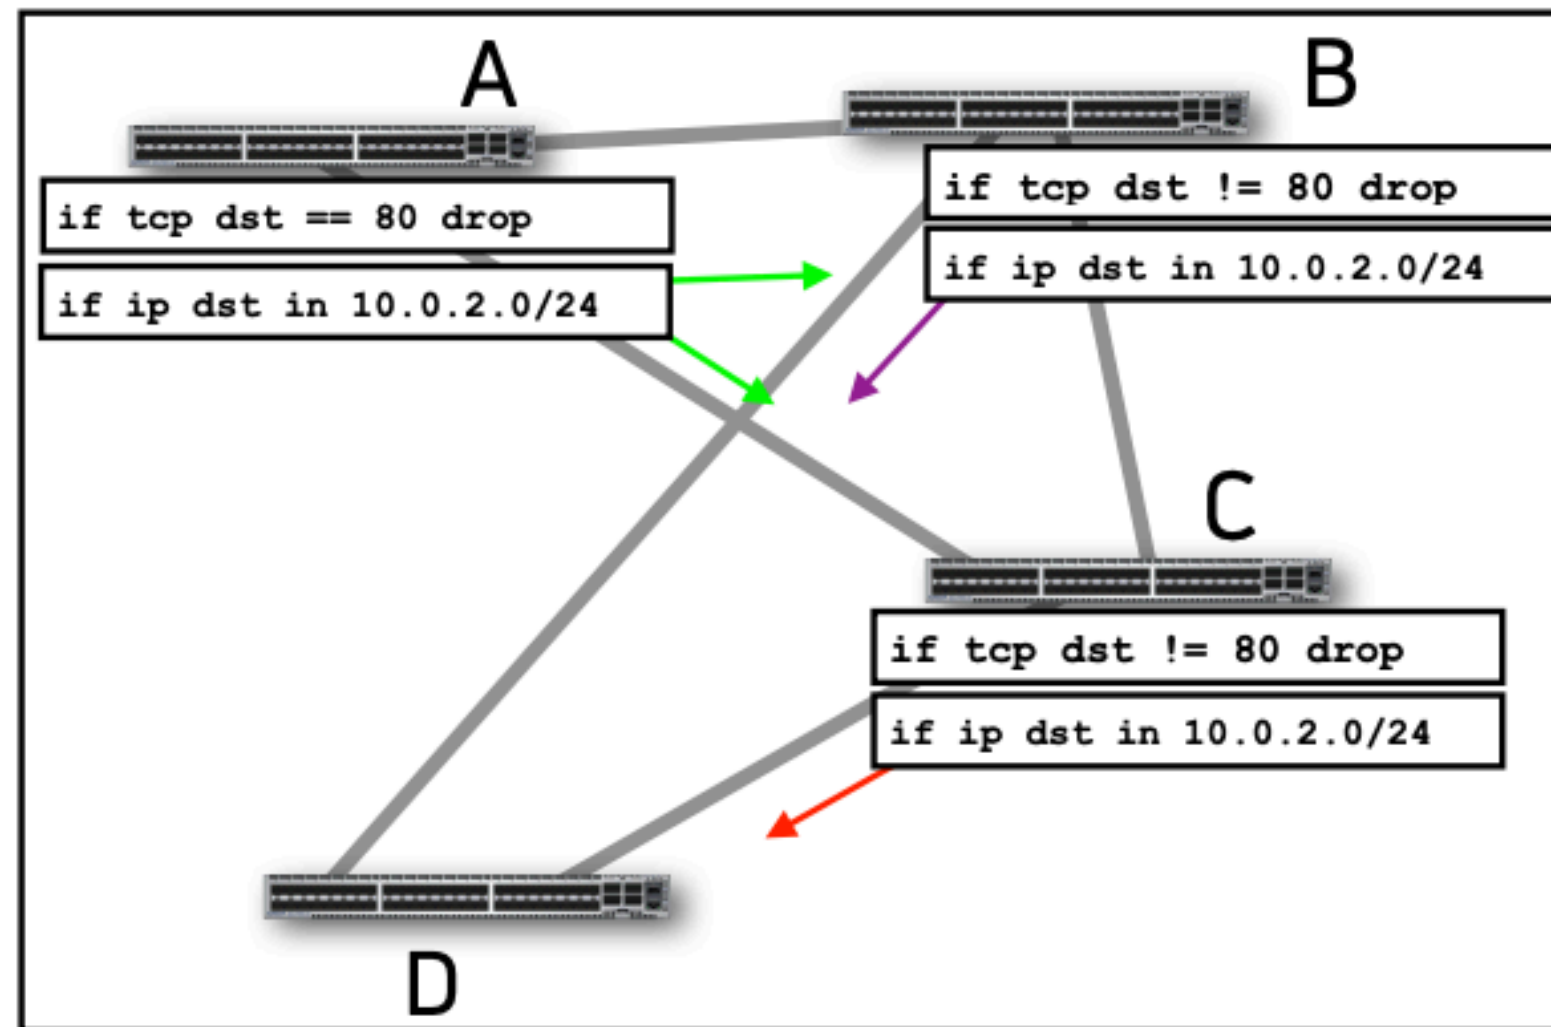 A
B
if tcp dst == 80 drop
if ip dst in 10.0.2.0/24
if tcp dst != 80 drop
if ip dst in 10.0.2.0/24
C
if tcp dst != 80 drop
if ip dst in 10.0.2.0/24
D